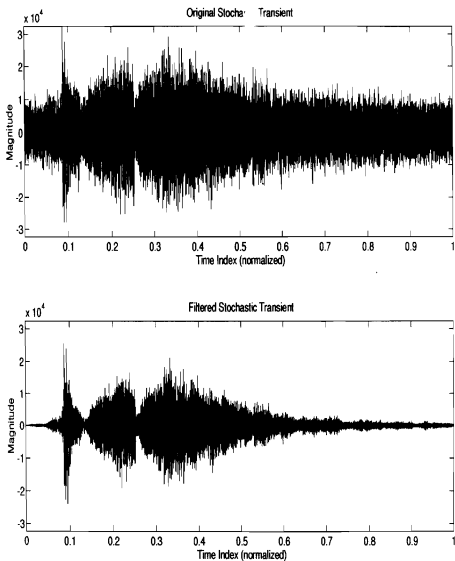 Original Stocha Transient
x 10⁴
3
2
1
0
-1
-2
-3
Magnitude
0 0.1 0.2 0.3 0.4 0.5 0.6 0.7 0.8 0.9 1
Time Index (normalized)
Filtered Stochastic Transient
x 10⁴
3
2
1
0
-1
-2
-3
Magnitude
0 0.1 0.2 0.3 0.4 0.5 0.6 0.7 0.8 0.9 1
Time Index (normalized)